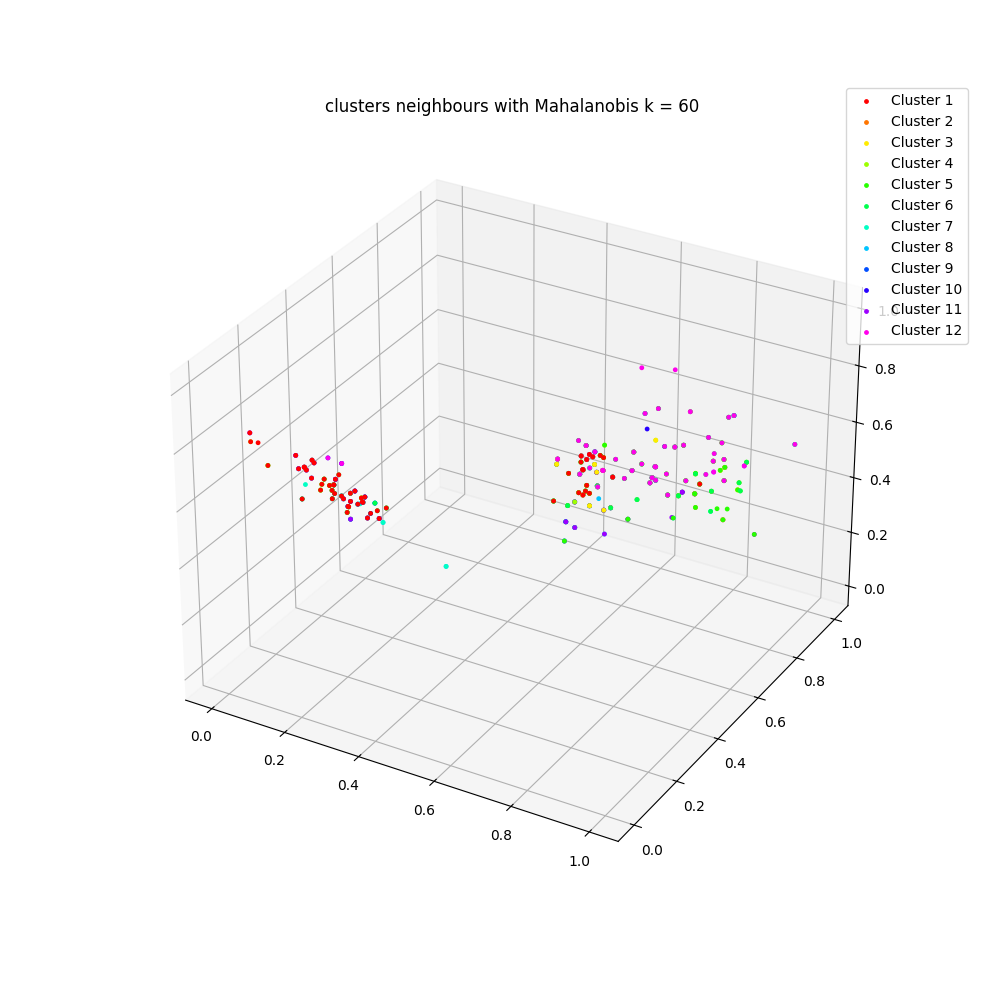 clusters neighbours with Mahalanobis k = 60
Cluster 1
Cluster 2
Cluster 3
Cluster 4
Cluster 5
Cluster 6
Cluster 7
Cluster 8
Cluster 9
Cluster 10
Cluster 11
Cluster 12
1.0
0.8
0.6
0.4
0.2
0.0
1.0
0.8
0.6
0.4
0.2
0.0
0.0
0.2
0.4
0.6
0.8
1.0